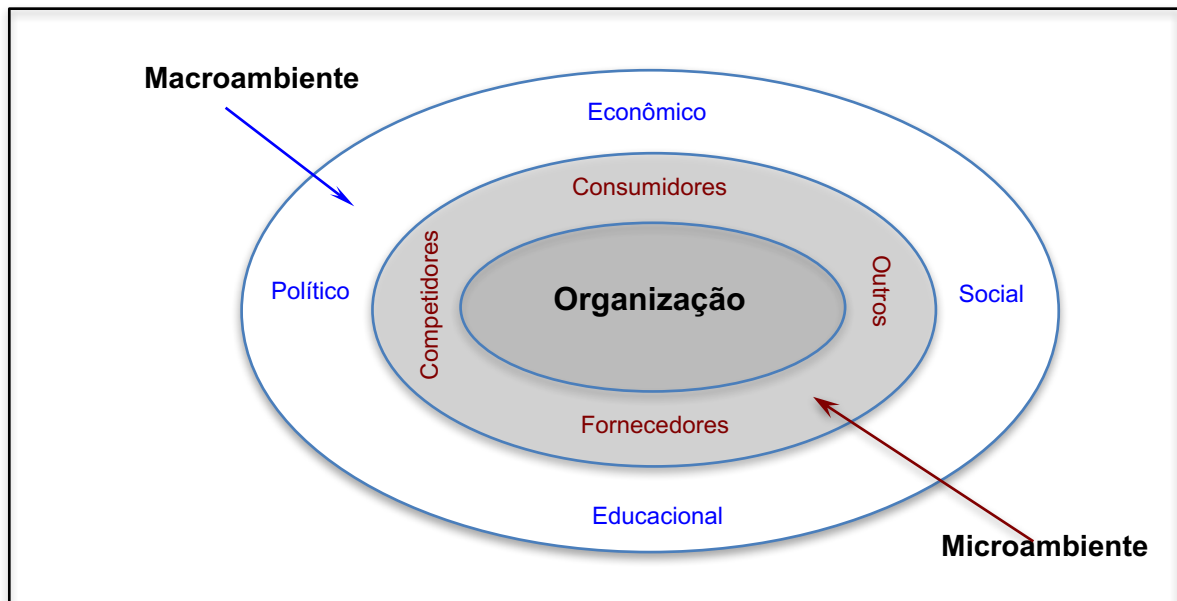 Macroambiente
Econômico
Consumidores
Competidores
Outros
Político
Organização
Social
Fornecedores
Educacional
Microambiente